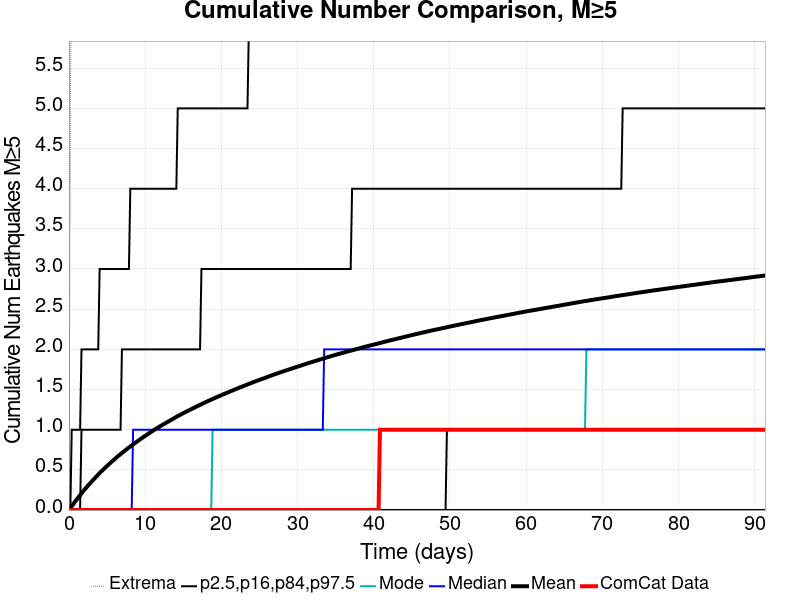 Cumulative Number Comparison, M≥5
Cumulative Num Earthquakes M≥5
5.5
5.0
4.5
4.0
3.5
3.0
2.5
2.0
1.5
1.0
0.5
0.0
0 10 20 30 40 50 60 70 80 90
Time (days)
Extrema p2.5,p16,p84,p97.5 Mode Median Mean ComCat Data